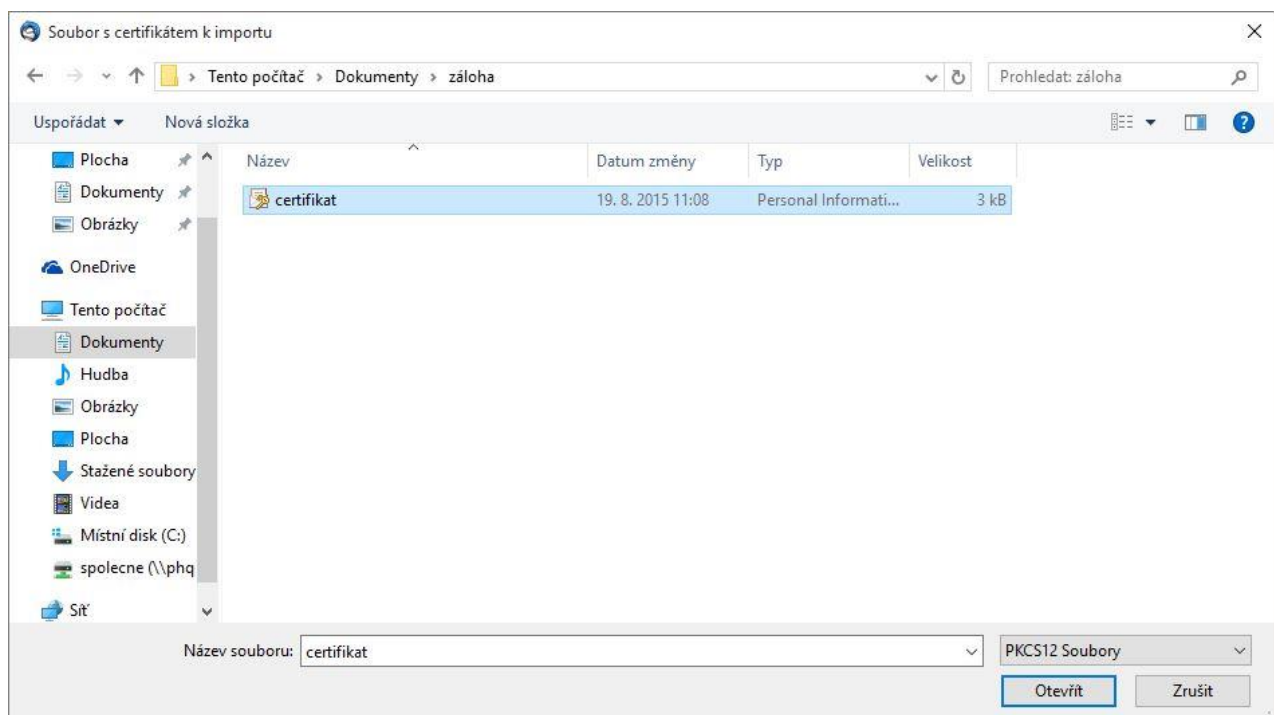 Soubor s certifikátem k importu
Tento počítač > Dokumenty > záloha
Prohledat: záloha
Uspořádat Nová složka
Název Datum změny Typ Velikost
certifikat 19. 8. 2015 11:08 Personal Informati... 3 kB
Plocha
Dokumenty
Obrázky
OneDrive
Tento počítač
Dokumenty
Hudba
Obrázky
Plocha
Stažené soubory
Videa
Místní disk (C:)
spolecne (\\phq
Síť
Název souboru: certifikat PKCS12 Soubory
Otevřít Zrušit